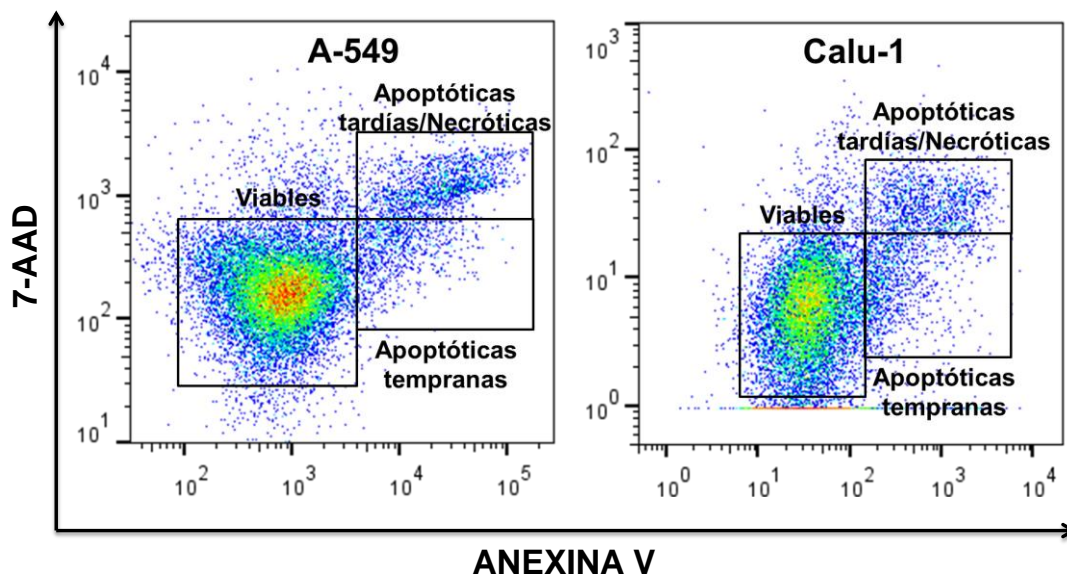 A-549
Apoptóticas
tardías/Necróticas
Viables
Apoptóticas
tempranas
10^4
10^3
10^2
10^1
10^2
10^3
10^4
10^5
Calu-1
Apoptóticas
tardías/Necróticas
Viables
Apoptóticas
tempranas
10^3
10^2
10^1
10^0
10^0
10^1
10^2
10^3
10^4
7-AAD
ANEXINA V